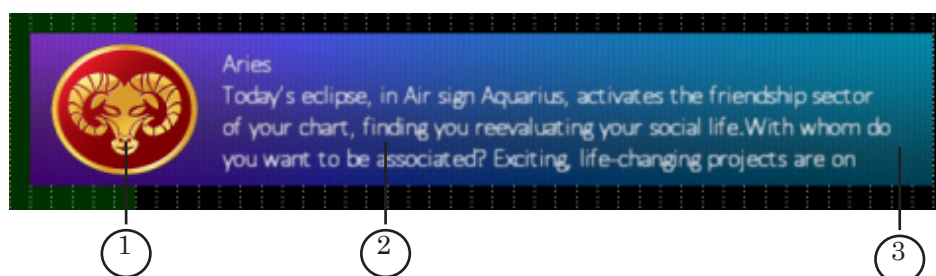 Aries
Today's eclipse, in Air sign Aquarius, activates the friendship sector
of your chart, finding you reevaluating your social life.With whom do
you want to be associated? Exciting, life-changing projects are on
1 2 3